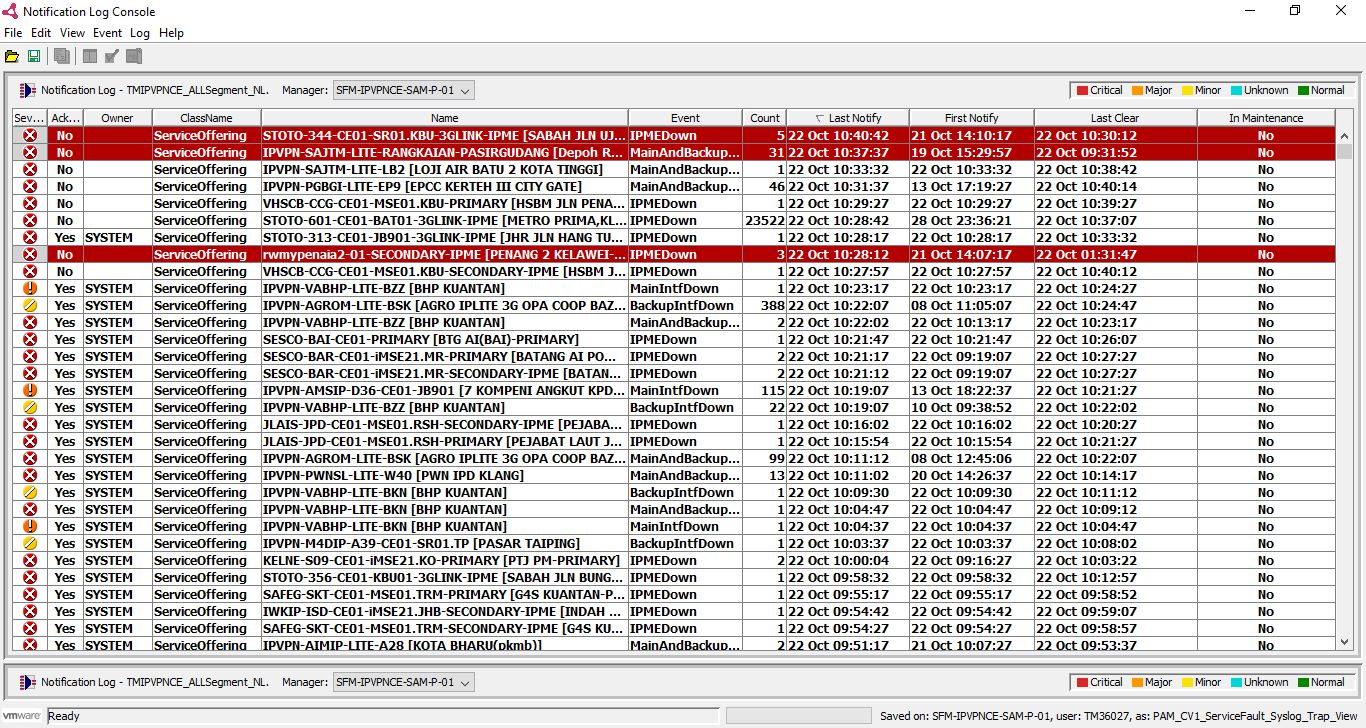 Notification Log Console
File Edit View Event Log Help
Notification Log - TMIPVPNCE_ALLSegment_NL. Manager: SFM-IPVPNCE-SAM-P-01 Critical Major Minor Unknown Normal
Sev... Ack... Owner ClassName Name Event Count Last Notify First Notify Last Clear In Maintenance
No ServiceOffering STOTO-344-CE01-SR01.KBU-3GLINK-IPME [SABAH JLN UJ... IPMEDown 5 22 Oct 10:40:42 21 Oct 14:10:17 22 Oct 10:30:12 No
No ServiceOffering IPVPN-SAJTM-LITE-RANGKAIAN-PASIRGUDANG [Depoh R... MainAndBackup... 31 22 Oct 10:37:37 19 Oct 15:29:57 22 Oct 09:31:52 No
No ServiceOffering IPVPN-SAJTM-LITE-LB2 [LOJI AIR BATU 2 KOTA TINGGI] MainAndBackup... 1 22 Oct 10:33:32 22 Oct 10:33:32 22 Oct 10:38:42 No
No ServiceOffering IPVPN-PGBGI-LITE-EP9 [EPCC KERTEH III CITY GATE] MainAndBackup... 46 22 Oct 10:31:37 13 Oct 17:19:27 22 Oct 10:40:14 No
No ServiceOffering VHSCB-CCG-CE01-MSE01.KBU-PRIMARY [HSBM JLN PENA... IPMEDown 1 22 Oct 10:29:27 22 Oct 10:29:27 22 Oct 10:39:27 No
No ServiceOffering STOTO-601-CE01-BAT01-3GLINK-IPME [METRO PRIMA,KL... IPMEDown 23522 22 Oct 10:28:42 28 Oct 23:36:21 22 Oct 10:37:07 No
Yes SYSTEM ServiceOffering STOTO-313-CE01-JB901-3GLINK-IPME [JHR JLN HANG TU... IPMEDown 1 22 Oct 10:28:17 22 Oct 10:28:17 22 Oct 10:33:32 No
No ServiceOffering rwmypenaia2-01-SECONDARY-IPME [PENANG 2 KELAWEI-... IPMEDown 3 22 Oct 10:28:12 21 Oct 14:07:17 22 Oct 01:31:47 No
No ServiceOffering VHSCB-CCG-CE01-MSE01.KBU-SECONDARY-IPME [HSBM J... IPMEDown 1 22 Oct 10:27:57 22 Oct 10:27:57 22 Oct 10:40:12 No
Yes SYSTEM ServiceOffering IPVPN-VABHP-LITE-BZZ [BHP KUANTAN] MainIntfDown 1 22 Oct 10:23:17 22 Oct 10:23:17 22 Oct 10:24:27 No
Yes SYSTEM ServiceOffering IPVPN-AGROM-LITE-BSK [AGRO IPLITE 3G OPA COOP BAZ... BackupIntfDown 388 22 Oct 10:22:07 08 Oct 11:05:07 22 Oct 10:24:47 No
Yes SYSTEM ServiceOffering IPVPN-VABHP-LITE-BZZ [BHP KUANTAN] MainAndBackup... 2 22 Oct 10:22:02 22 Oct 10:13:17 22 Oct 10:23:17 No
Yes SYSTEM ServiceOffering SESCO-BAI-CE01-PRIMARY [BTG AI(BAI)-PRIMARY] IPMEDown 1 22 Oct 10:21:47 22 Oct 10:21:47 22 Oct 10:26:07 No
Yes SYSTEM ServiceOffering SESCO-BAR-CE01-iMSE21.MR-PRIMARY [BATANG AI PO... IPMEDown 2 22 Oct 10:21:17 22 Oct 09:19:07 22 Oct 10:27:27 No
Yes SYSTEM ServiceOffering SESCO-BAR-CE01-iMSE21.MR-SECONDARY-IPME [BATAN... IPMEDown 2 22 Oct 10:21:12 22 Oct 09:19:07 22 Oct 10:27:27 No
Yes SYSTEM ServiceOffering IPVPN-AMSIP-D36-CE01-JB901 [7 KOMPENI ANGKUT KPD... MainIntfDown 115 22 Oct 10:19:07 13 Oct 18:22:37 22 Oct 10:21:27 No
Yes SYSTEM ServiceOffering IPVPN-VABHP-LITE-BZZ [BHP KUANTAN] BackupIntfDown 22 22 Oct 10:19:07 10 Oct 09:38:52 22 Oct 10:22:02 No
Yes SYSTEM ServiceOffering JLAIS-JPD-CE01-MSE01.RSH-SECONDARY-IPME [PEJABA... IPMEDown 1 22 Oct 10:16:02 22 Oct 10:16:02 22 Oct 10:20:27 No
Yes SYSTEM ServiceOffering JLAIS-JPD-CE01-MSE01.RSH-PRIMARY [PEJABAT LAUT J... IPMEDown 1 22 Oct 10:15:54 22 Oct 10:15:54 22 Oct 10:21:27 No
Yes SYSTEM ServiceOffering IPVPN-AGROM-LITE-BSK [AGRO IPLITE 3G OPA COOP BAZ... MainAndBackup... 99 22 Oct 10:11:12 08 Oct 12:45:06 22 Oct 10:22:07 No
Yes SYSTEM ServiceOffering IPVPN-PWNSL-LITE-W40 [PWN IPD KLANG] MainAndBackup... 13 22 Oct 10:11:02 20 Oct 14:26:37 22 Oct 10:14:17 No
Yes SYSTEM ServiceOffering IPVPN-VABHP-LITE-BKN [BHP KUANTAN] BackupIntfDown 1 22 Oct 10:09:30 22 Oct 10:09:30 22 Oct 10:11:12 No
Yes SYSTEM ServiceOffering IPVPN-VABHP-LITE-BKN [BHP KUANTAN] MainAndBackup... 1 22 Oct 10:04:47 22 Oct 10:04:47 22 Oct 10:09:12 No
Yes SYSTEM ServiceOffering IPVPN-VABHP-LITE-BKN [BHP KUANTAN] MainIntfDown 1 22 Oct 10:04:37 22 Oct 10:04:37 22 Oct 10:04:47 No
Yes SYSTEM ServiceOffering IPVPN-M4DIP-A39-CE01-SR01.TP [PASAR TAIPING] BackupIntfDown 1 22 Oct 10:03:37 22 Oct 10:03:37 22 Oct 10:08:02 No
Yes SYSTEM ServiceOffering KELNE-S09-CE01-iMSE21.KO-PRIMARY [PTJ PM-PRIMARY] IPMEDown 2 22 Oct 10:00:04 22 Oct 09:16:27 22 Oct 10:03:22 No
Yes SYSTEM ServiceOffering STOTO-356-CE01-KBU01-3GLINK-IPME [SABAH JLN BUNG... IPMEDown 1 22 Oct 09:58:32 22 Oct 09:58:32 22 Oct 10:12:57 No
Yes SYSTEM ServiceOffering SAFEG-SKT-CE01-MSE01.TRM-PRIMARY [G4S KUANTAN-P... IPMEDown 1 22 Oct 09:55:17 22 Oct 09:55:17 22 Oct 09:58:52 No
Yes SYSTEM ServiceOffering IWKIP-ISD-CE01-iMSE21.JHB-SECONDARY-IPME [INDAH ... IPMEDown 1 22 Oct 09:54:42 22 Oct 09:54:42 22 Oct 09:59:07 No
Yes SYSTEM ServiceOffering SAFEG-SKT-CE01-MSE01.TRM-SECONDARY-IPME [G4S KU... IPMEDown 1 22 Oct 09:54:27 22 Oct 09:54:27 22 Oct 09:58:57 No
Yes SYSTEM ServiceOffering IPVPN-AIMIP-LITE-A28 [KOTA BHARU(pkmb)] MainAndBackup... 2 22 Oct 09:51:17 21 Oct 10:07:27 22 Oct 09:53:37 No
Notification Log - TMIPVPNCE_ALLSegment_NL. Manager: SFM-IPVPNCE-SAM-P-01 Critical Major Minor Unknown Normal
vmware Ready Saved on: SFM-IPVPNCE-SAM-P-01, user: TM36027, as: PAM_CV1_ServiceFault_Syslog_Trap_View